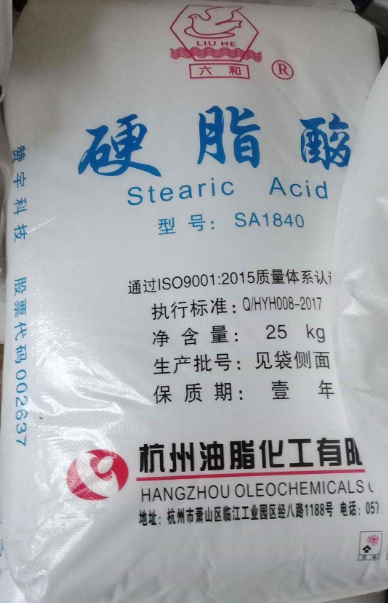 LIU HE
六和®
硬脂酸
Stearic Acid
型号: SA1840
通过ISO9001:2015质量体系认
执行标准: Q/HYH008-2017
净含量: 25 kg
生产批号: 见袋侧面
保质期: 壹年
赞宇科技 股票代码002637
杭州油脂化工有限
HANGZHOU OLEOCHEMICALS
地址: 杭州市萧山区临江工业园区经八路1188号 电话: 057